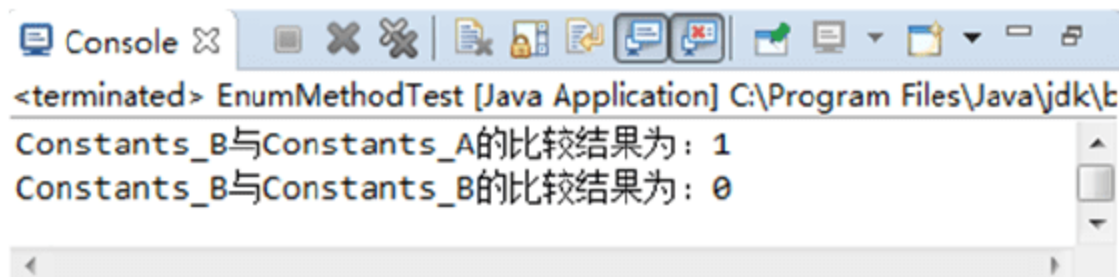 Console
<terminated> EnumMethodTest [Java Application] C:\Program Files\Java\jdk\b
Constants_B与Constants_A的比较结果为：1
Constants_B与Constants_B的比较结果为：0